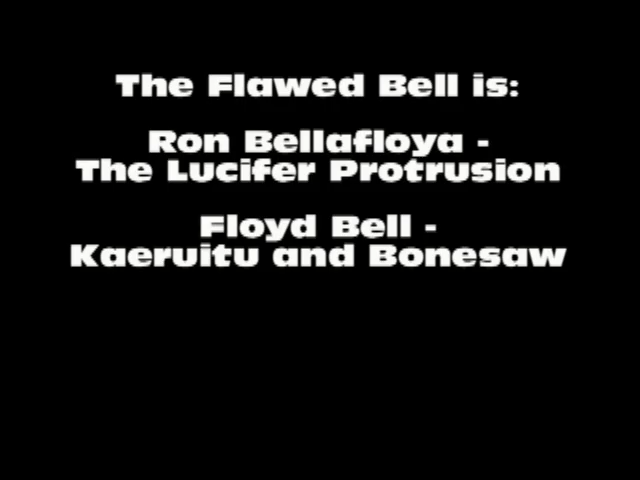 The Flawed Bell is:
Ron Bellafloya -
The Lucifer Protrusion
Floyd Bell -
Kaeruitu and Bonesaw